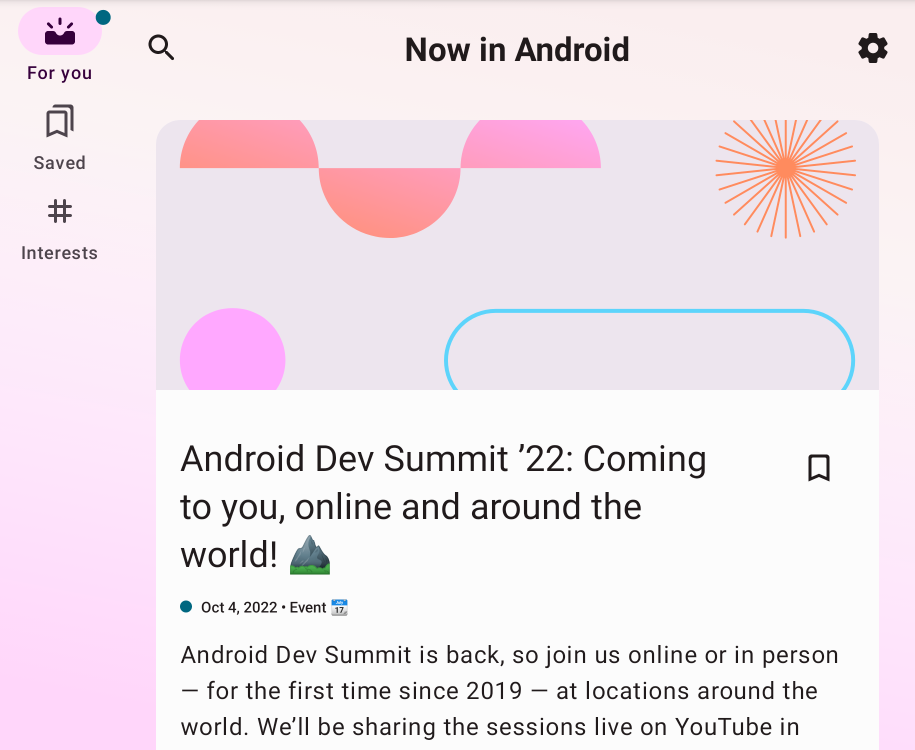 Now in Android
For you
Saved
Interests
Android Dev Summit ’22: Coming
to you, online and around the
world! ⛰️
Oct 4, 2022 • Event 📅
Android Dev Summit is back, so join us online or in person
— for the first time since 2019 — at locations around the
world. We’ll be sharing the sessions live on YouTube in